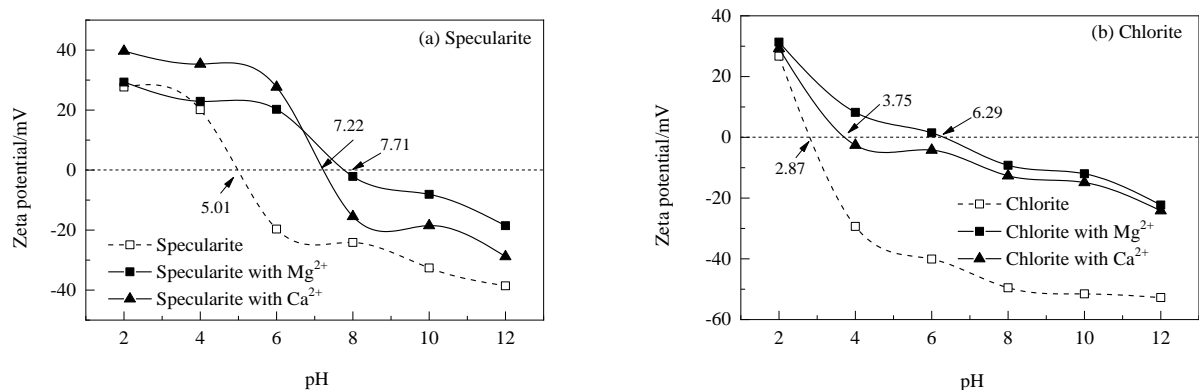 (a) Specularite
Zeta potential/mV
40
20
0
-20
-40
7.22
7.71
5.01
Specularite
Specularite with Mg²⁺
Specularite with Ca²⁺
2 4 6 8 10 12
pH
(b) Chlorite
Zeta potential/mV
60
40
20
0
-20
-40
-60
3.75
6.29
2.87
Chlorite
Chlorite with Mg²⁺
Chlorite with Ca²⁺
2 4 6 8 10 12
pH